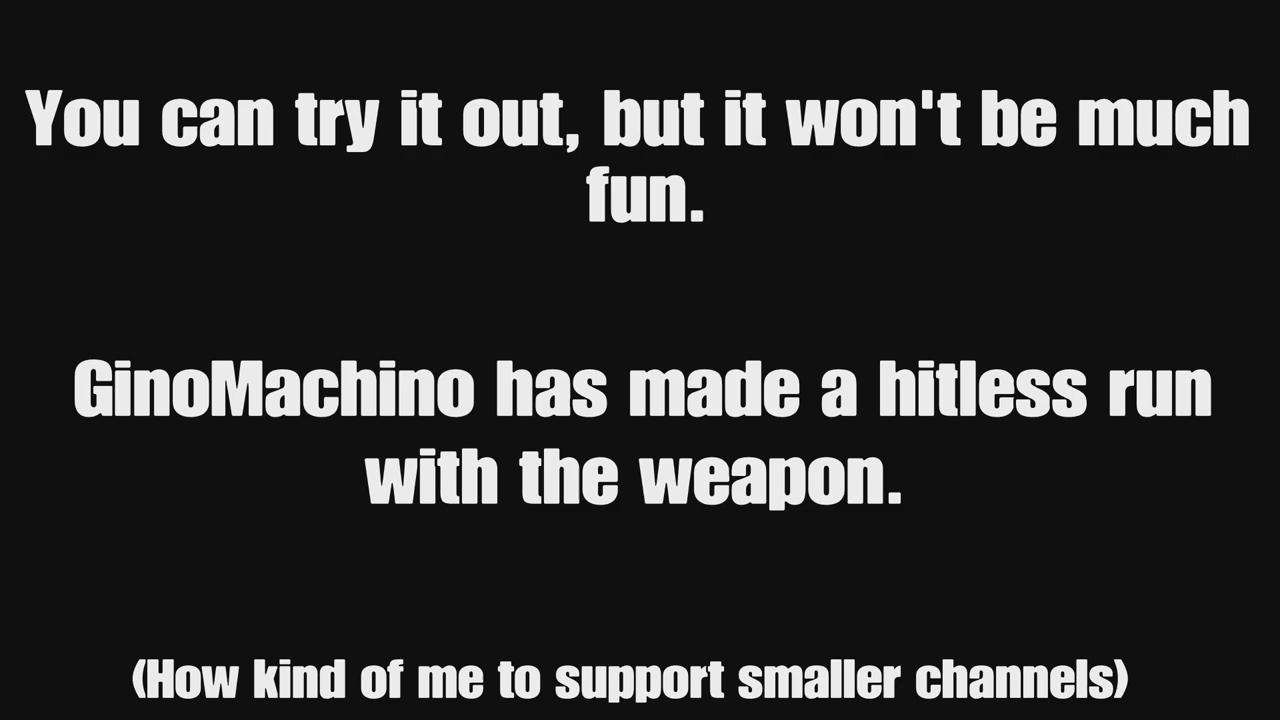 You can try it out, but it won't be much
fun.
GinoMachino has made a hitless run
with the weapon.
(How kind of me to support smaller channels)